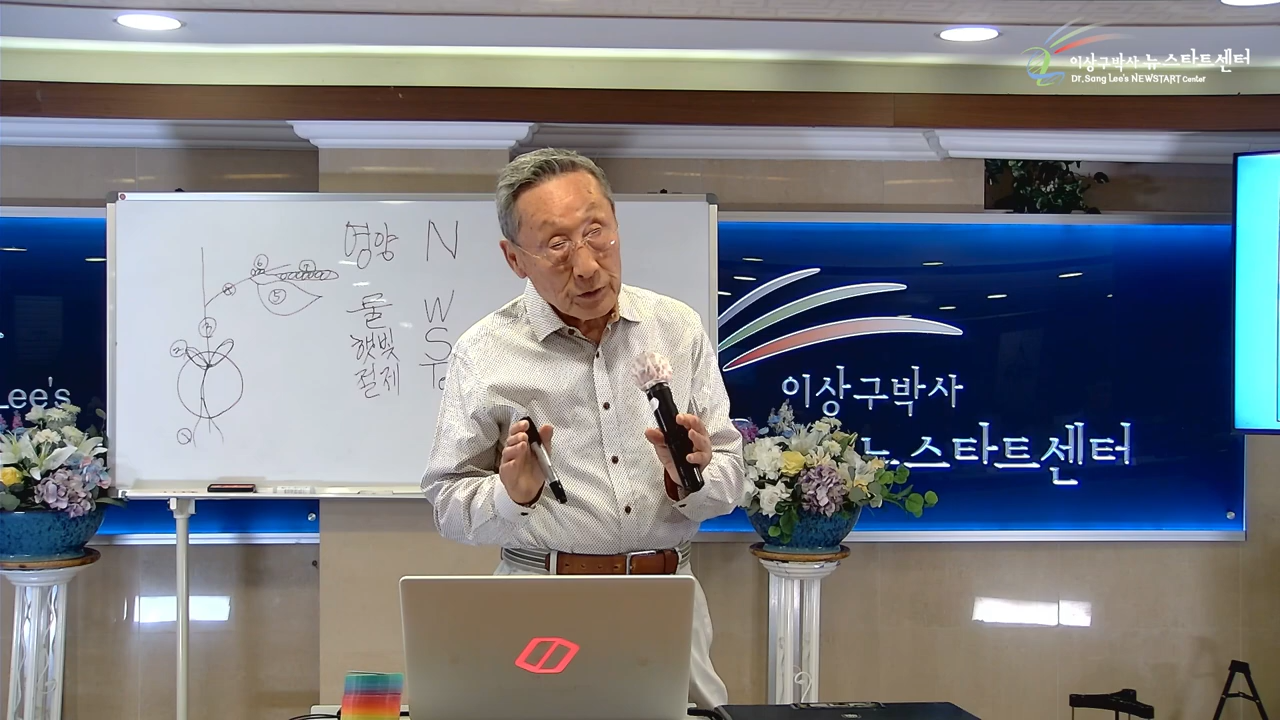 이상구박사 뉴스타트센터
Dr. Sang Lee's NEWSTART Center
영양 N
물 W
햇빛 S
절제
Lee's
이상구박사
뉴스타트센터